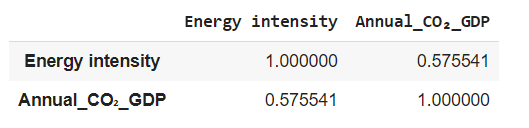 Energy intensity Annual_CO₂_GDP
Energy intensity 1.000000 0.575541
Annual_CO₂_GDP 0.575541 1.000000